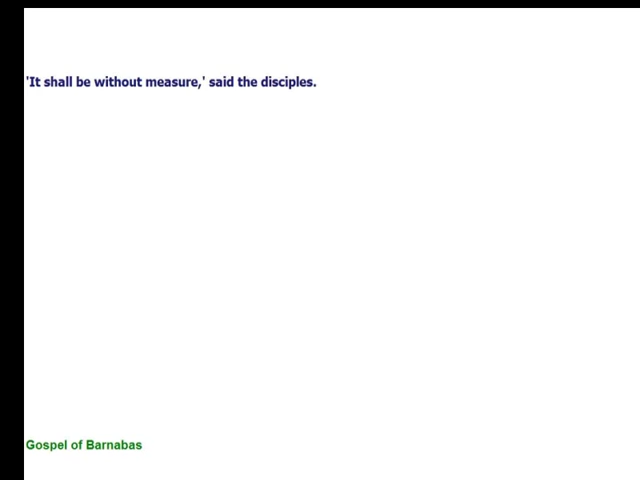 'It shall be without measure,' said the disciples.
Gospel of Barnabas